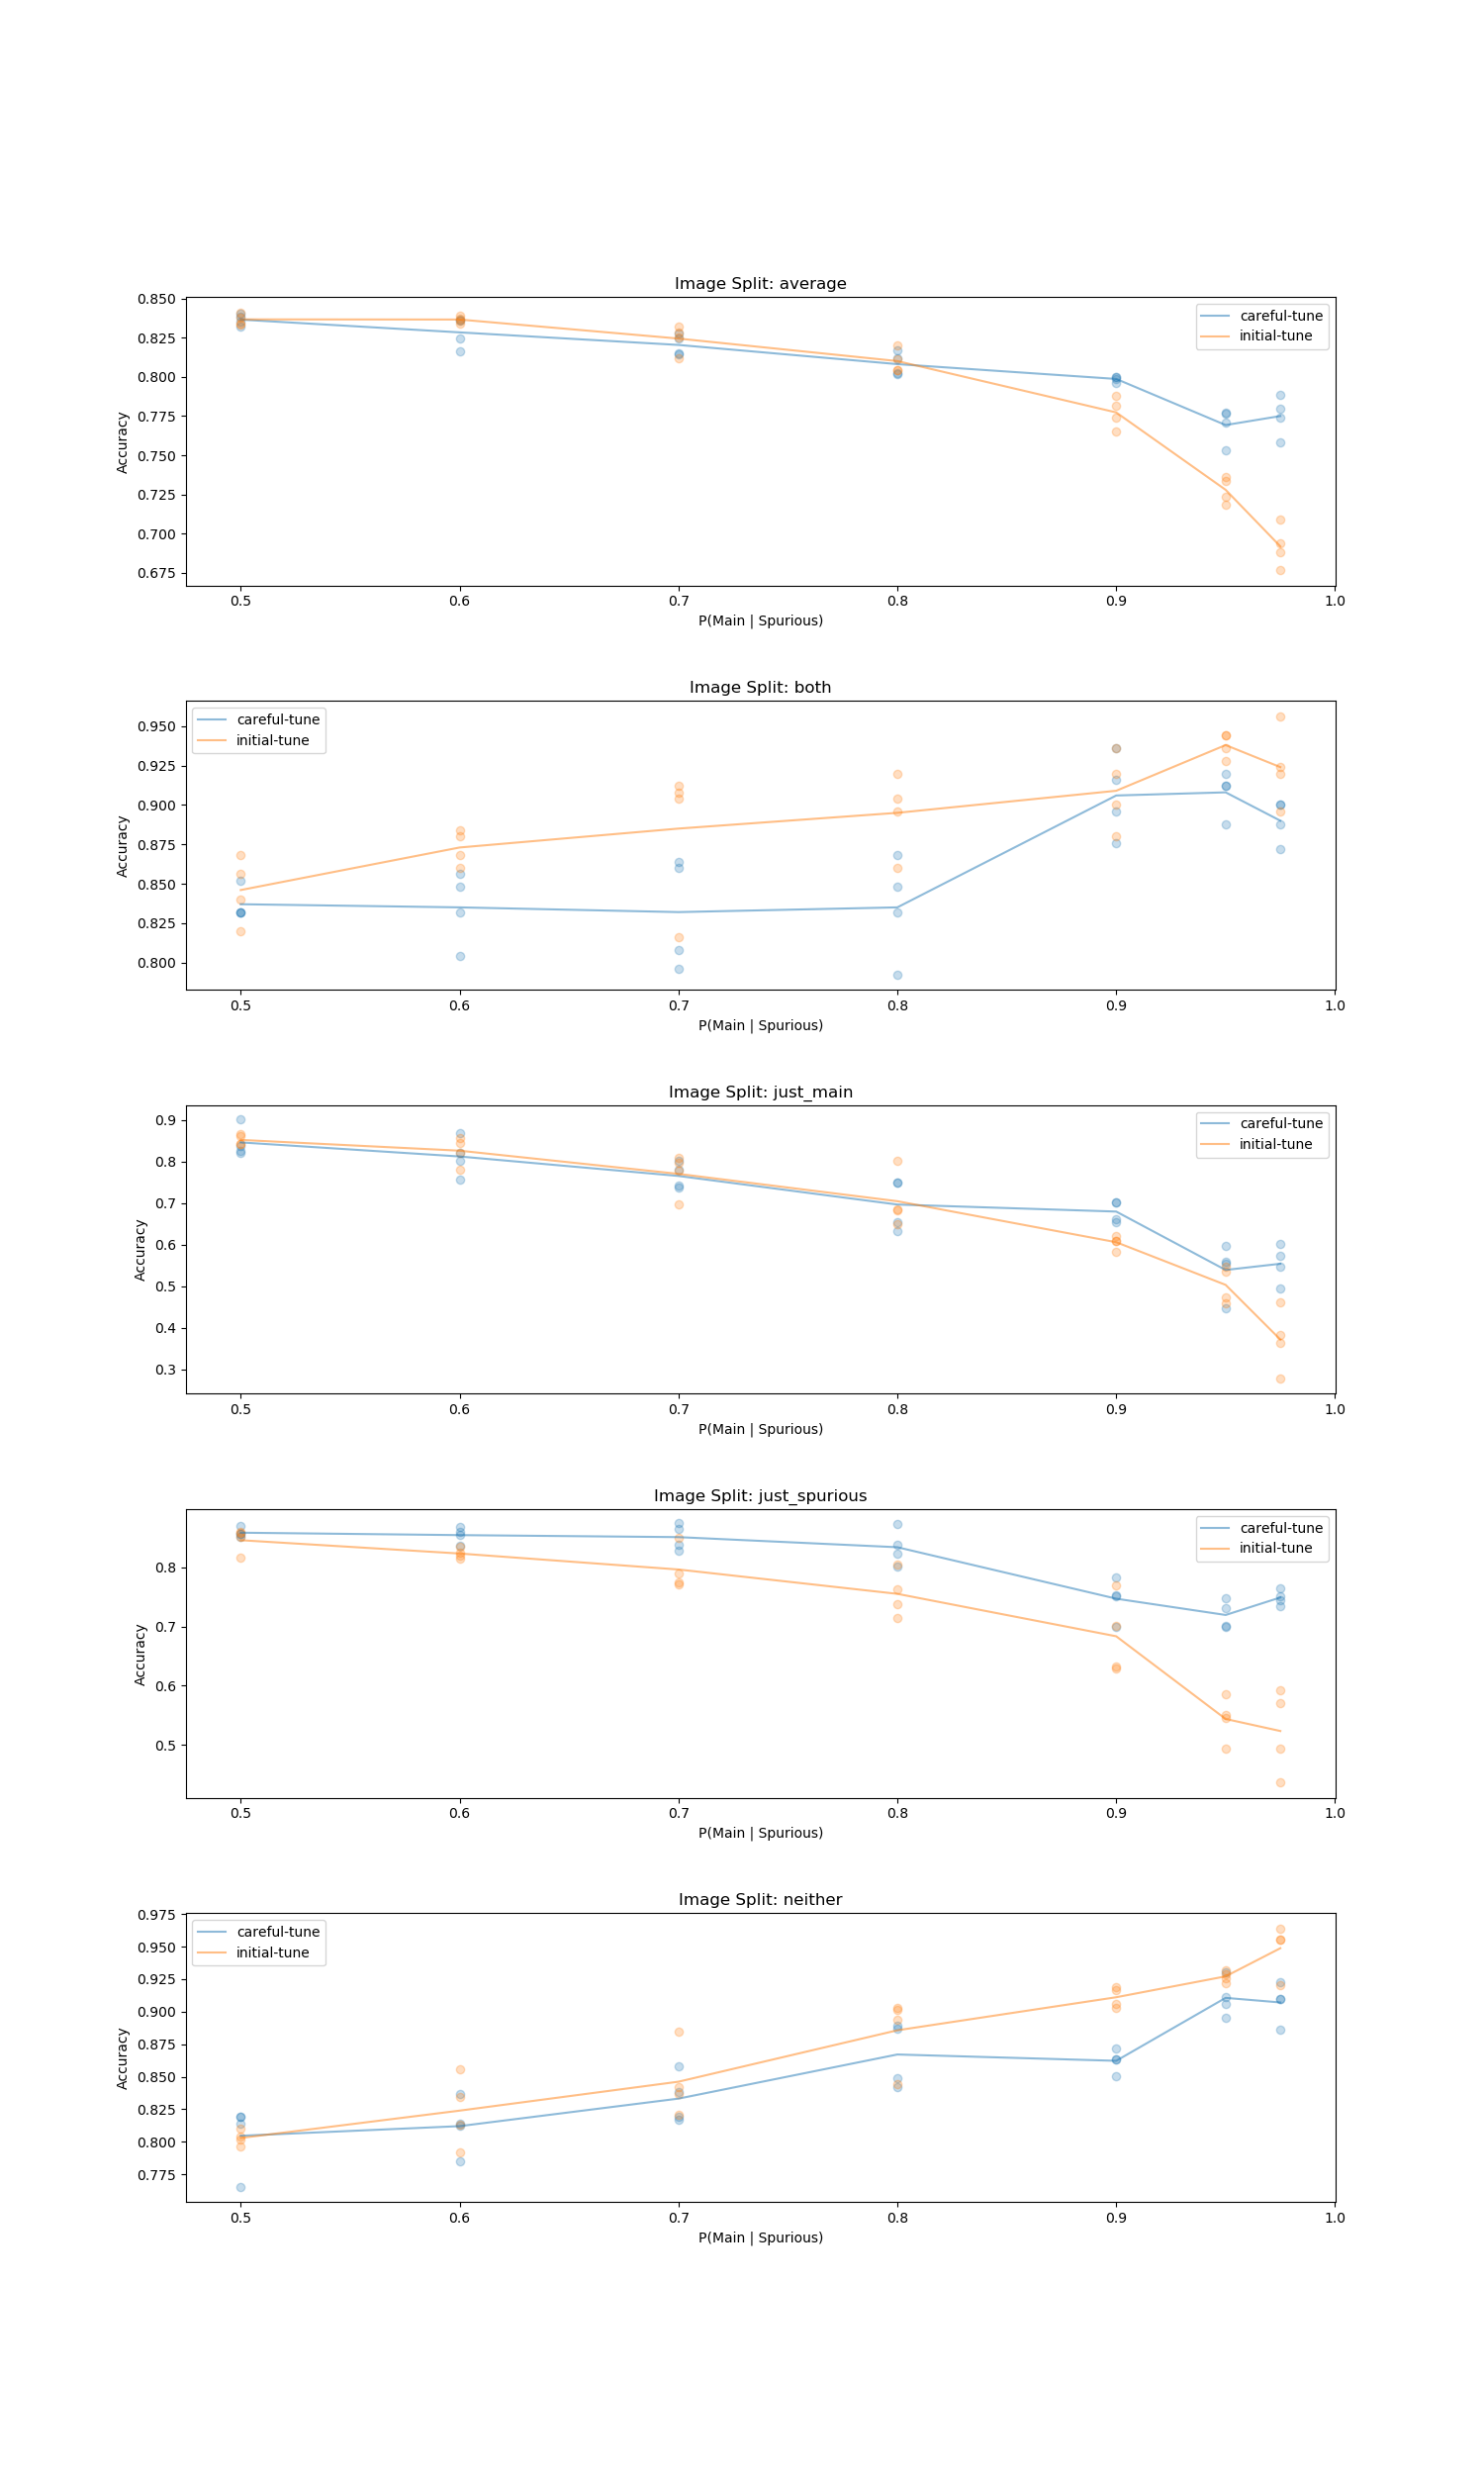 Image Split: average
0.850
0.825
0.800
0.775
0.750
0.725
0.700
0.675
Accuracy
careful-tune
initial-tune
0.5 0.6 0.7 0.8 0.9 1.0
P(Main | Spurious)
Image Split: both
0.950
0.925
0.900
0.875
0.850
0.825
0.800
Accuracy
careful-tune
initial-tune
0.5 0.6 0.7 0.8 0.9 1.0
P(Main | Spurious)
Image Split: just_main
0.9
0.8
0.7
0.6
0.5
0.4
0.3
Accuracy
careful-tune
initial-tune
0.5 0.6 0.7 0.8 0.9 1.0
P(Main | Spurious)
Image Split: just_spurious
0.8
0.7
0.6
0.5
Accuracy
careful-tune
initial-tune
0.5 0.6 0.7 0.8 0.9 1.0
P(Main | Spurious)
Image Split: neither
0.975
0.950
0.925
0.900
0.875
0.850
0.825
0.800
0.775
Accuracy
careful-tune
initial-tune
0.5 0.6 0.7 0.8 0.9 1.0
P(Main | Spurious)